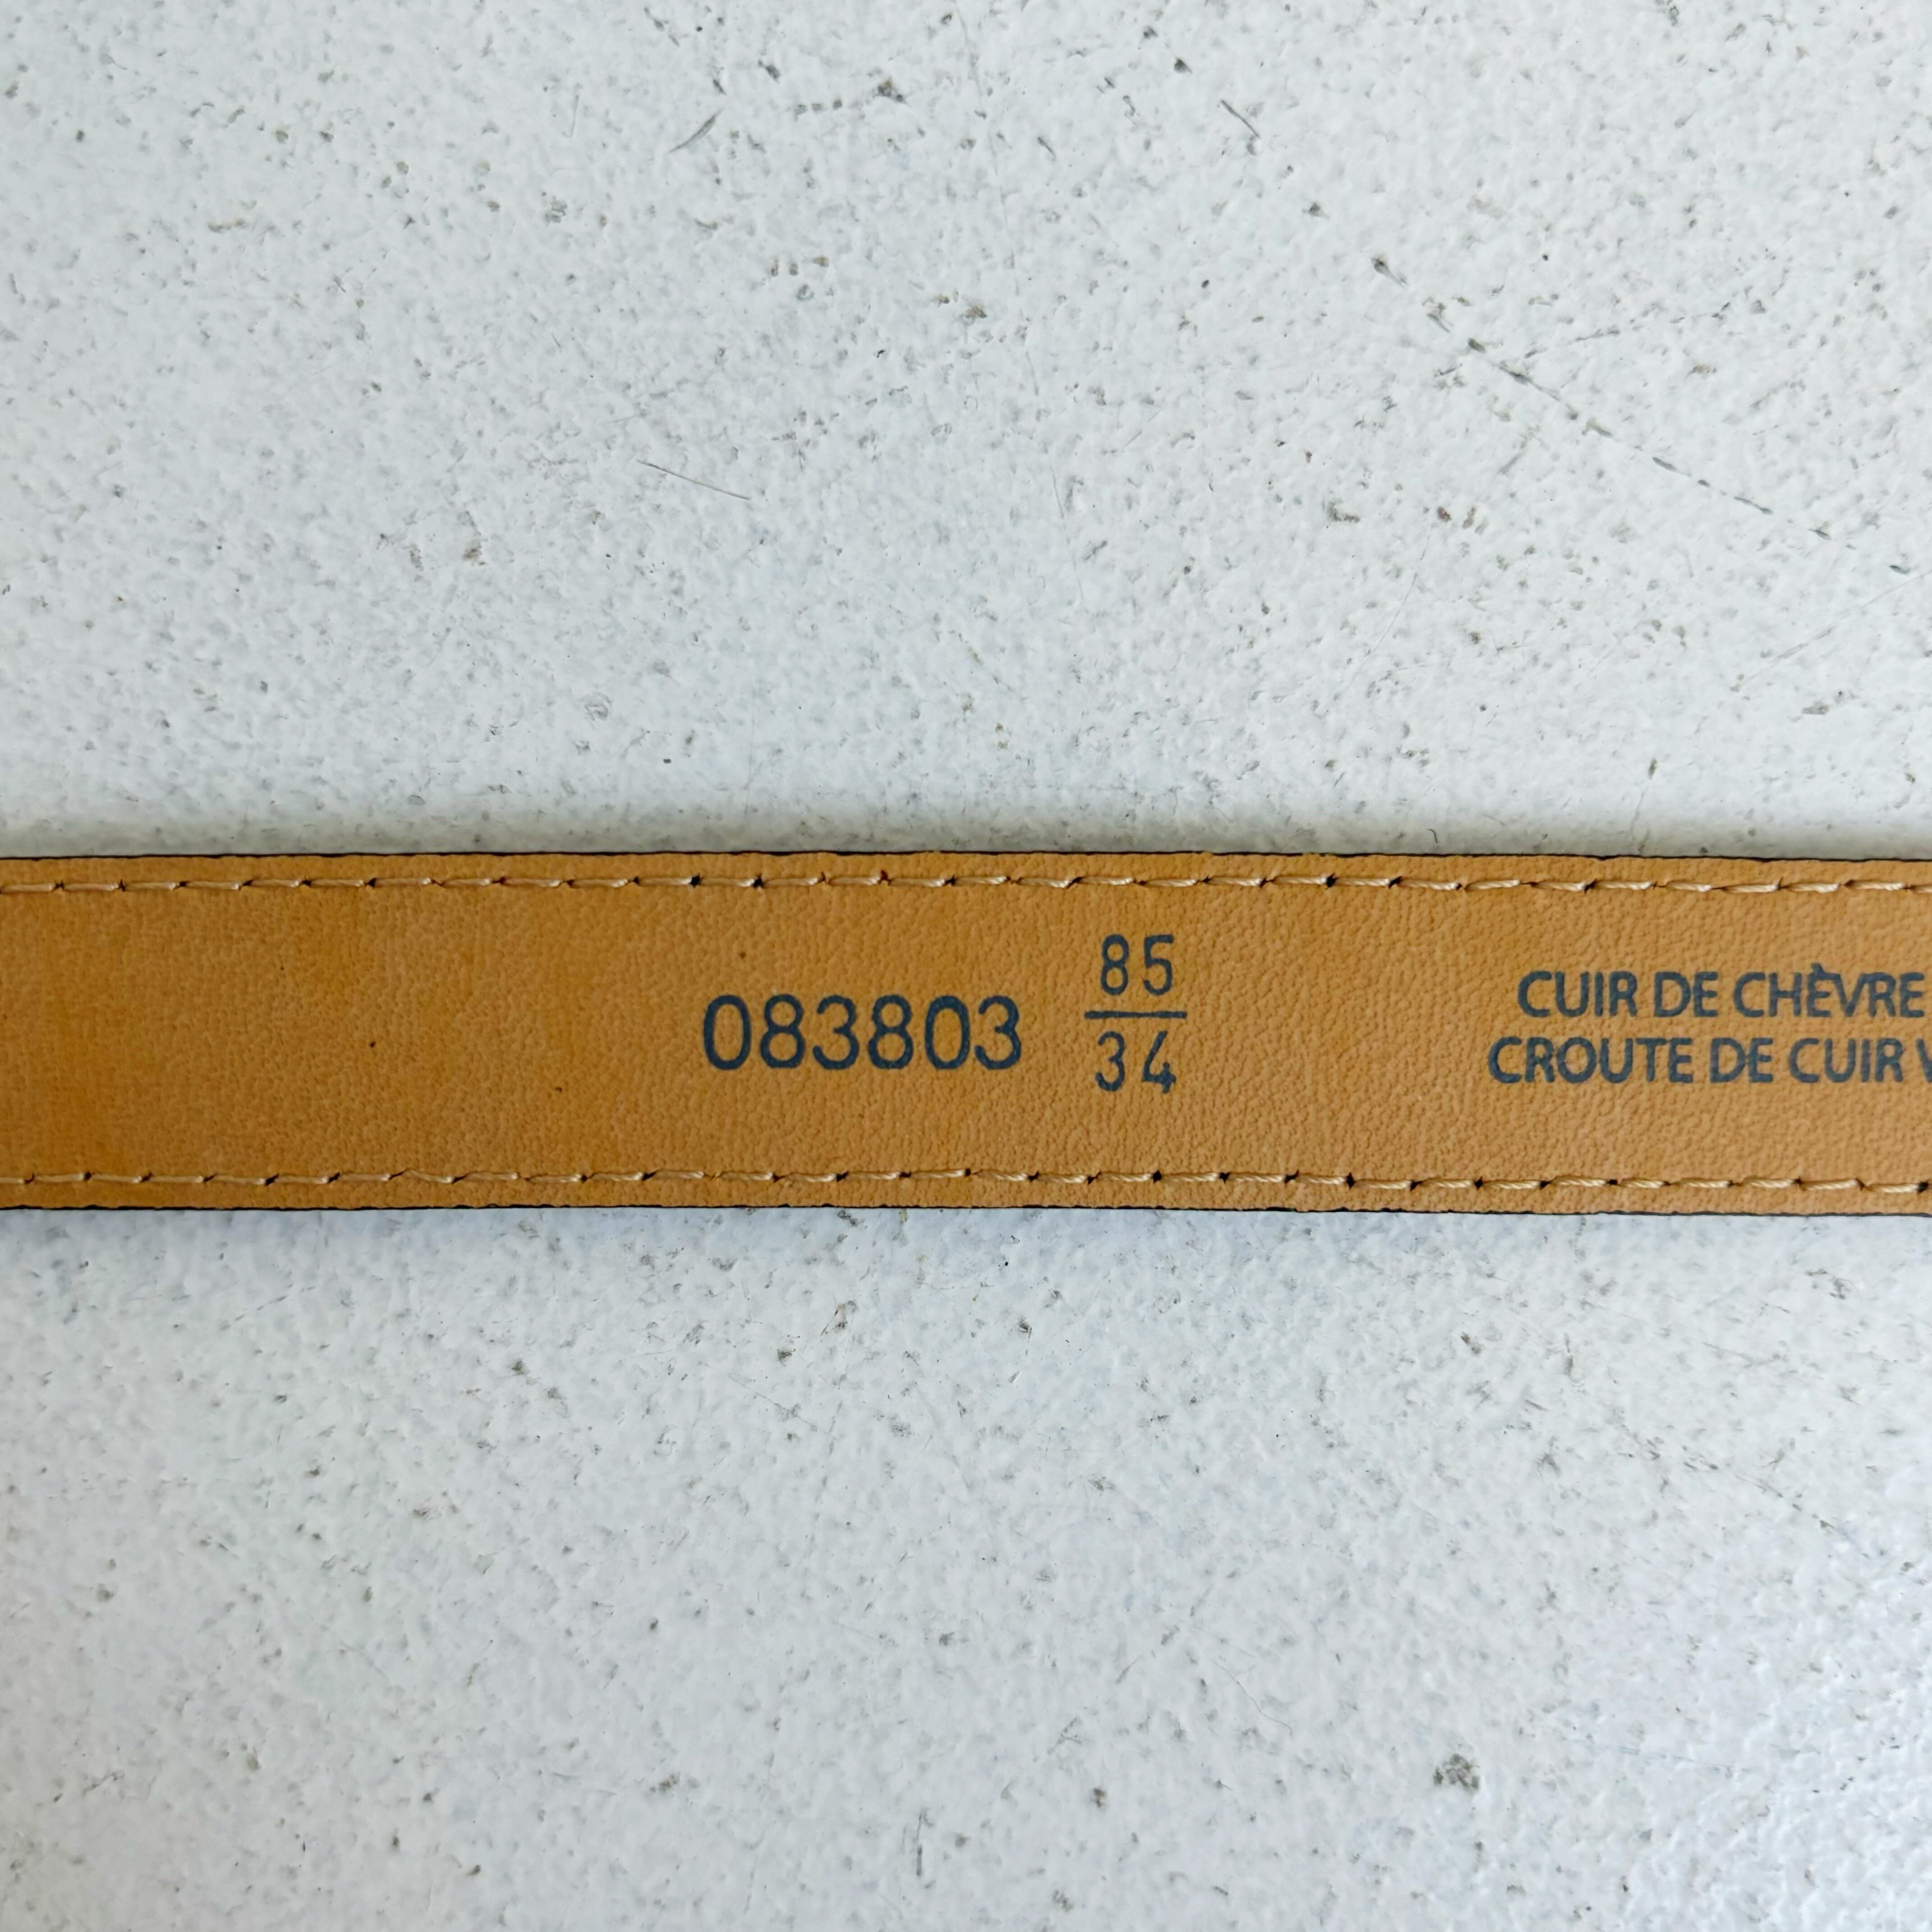 083803
85
34
CUIR DE CHÈVRE
CROUTE DE CUIR